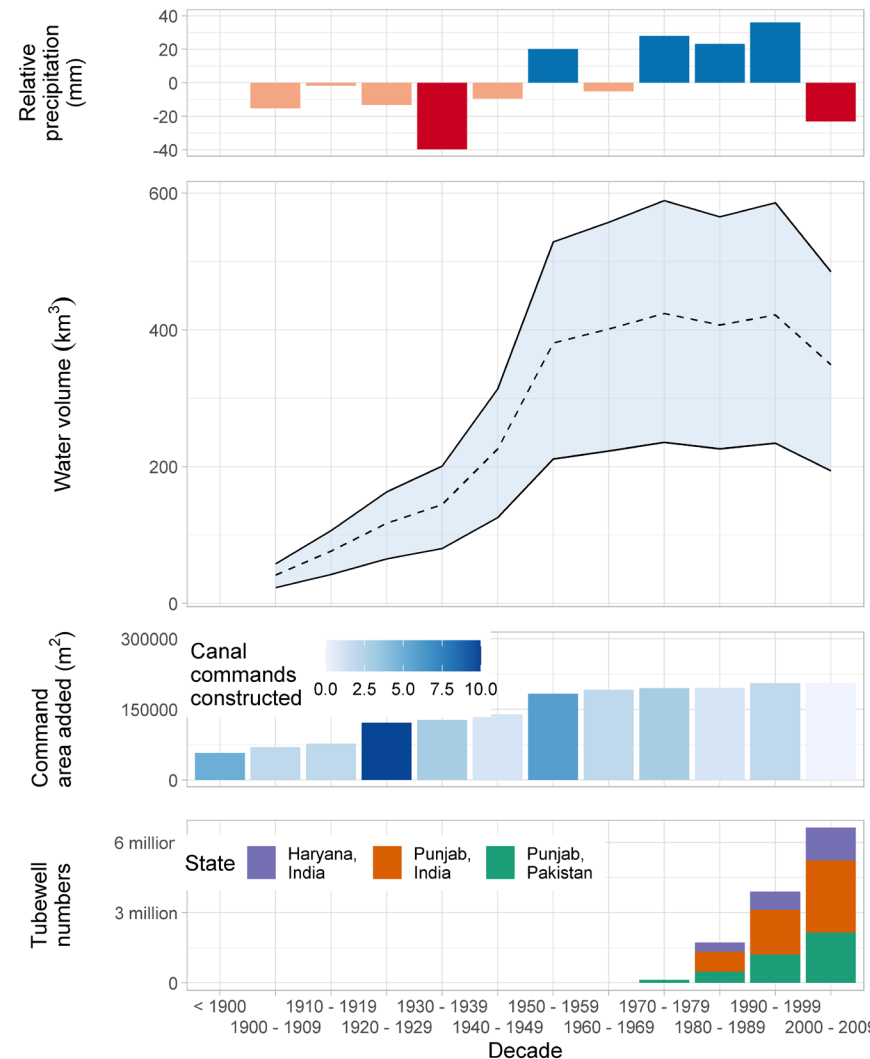 Relative
precipitation
(mm)
40
20
0
-20
-40
Water volume (km³)
600
400
200
0
Command
area added (m²)
300000
150000
0
Canal
commands
constructed
0.0 2.5 5.0 7.5 10.0
Tubewell
numbers
6 million
3 million
0
State
Haryana,
India
Punjab,
India
Punjab,
Pakistan
< 1900 1910 - 1919 1930 - 1939 1950 - 1959 1970 - 1979 1990 - 1999
1900 - 1909 1920 - 1929 1940 - 1949 1960 - 1969 1980 - 1989 2000 - 2009
Decade